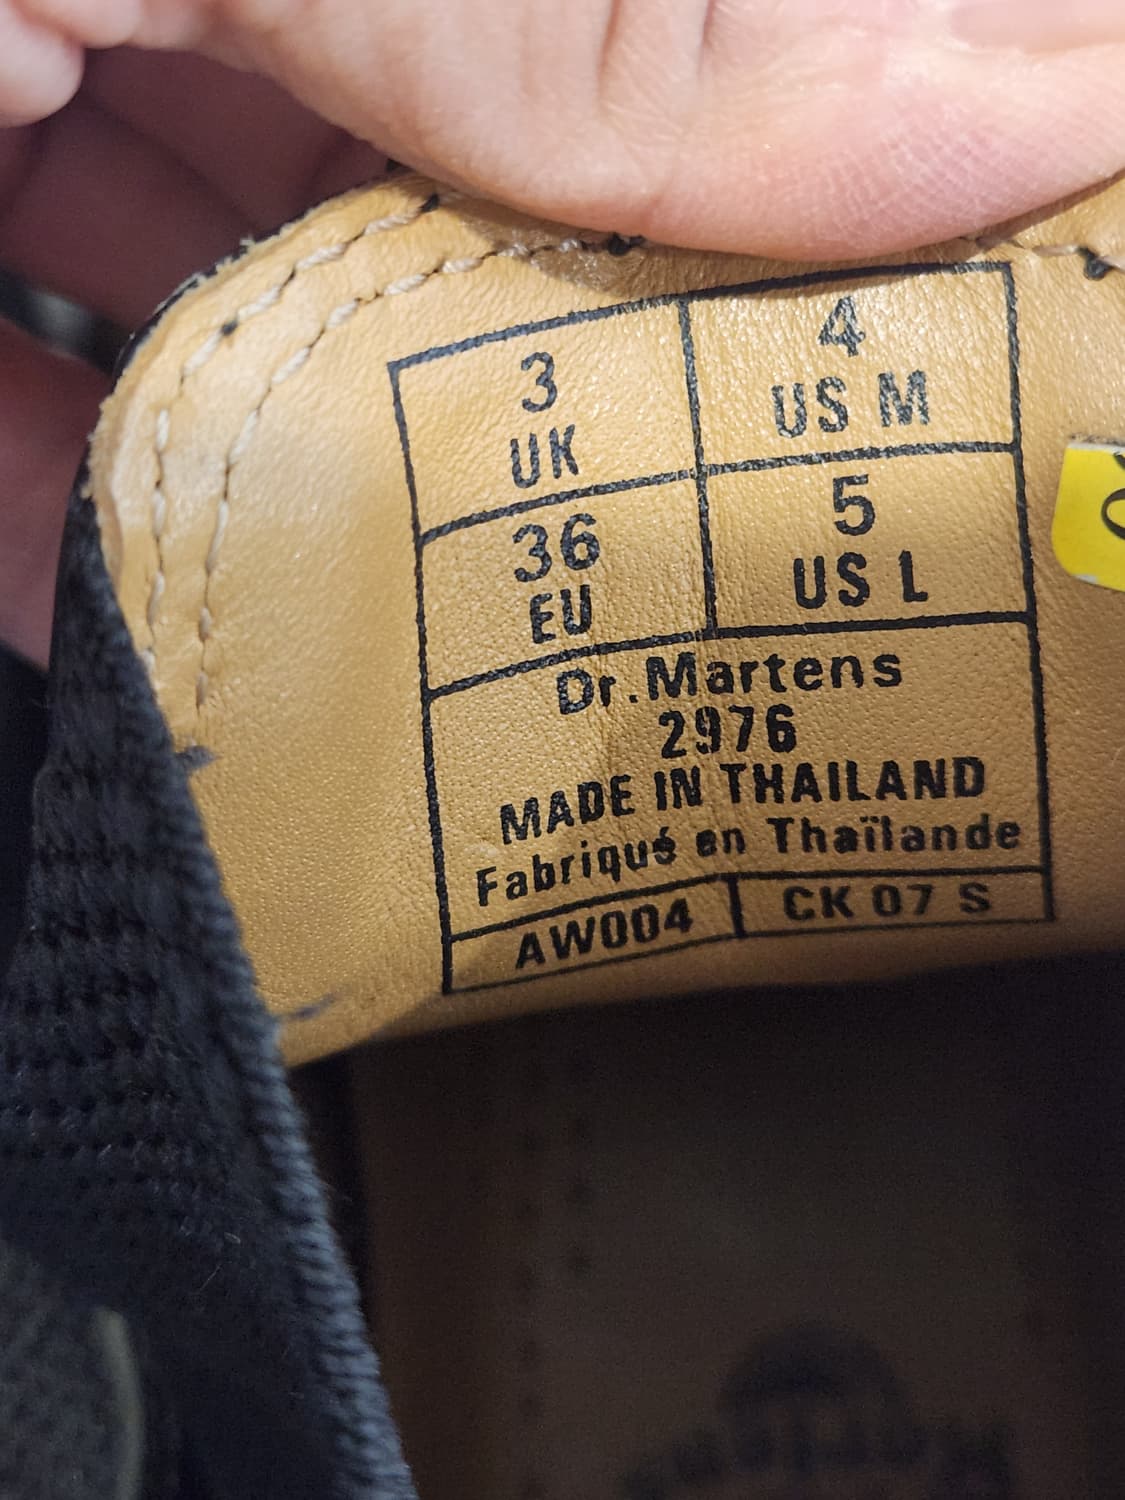 3
UK
4
US M
36
EU
5
US L
Dr.Martens
2976
MADE IN THAILAND
Fabriqué en Thaïlande
AW004
CK 07 S